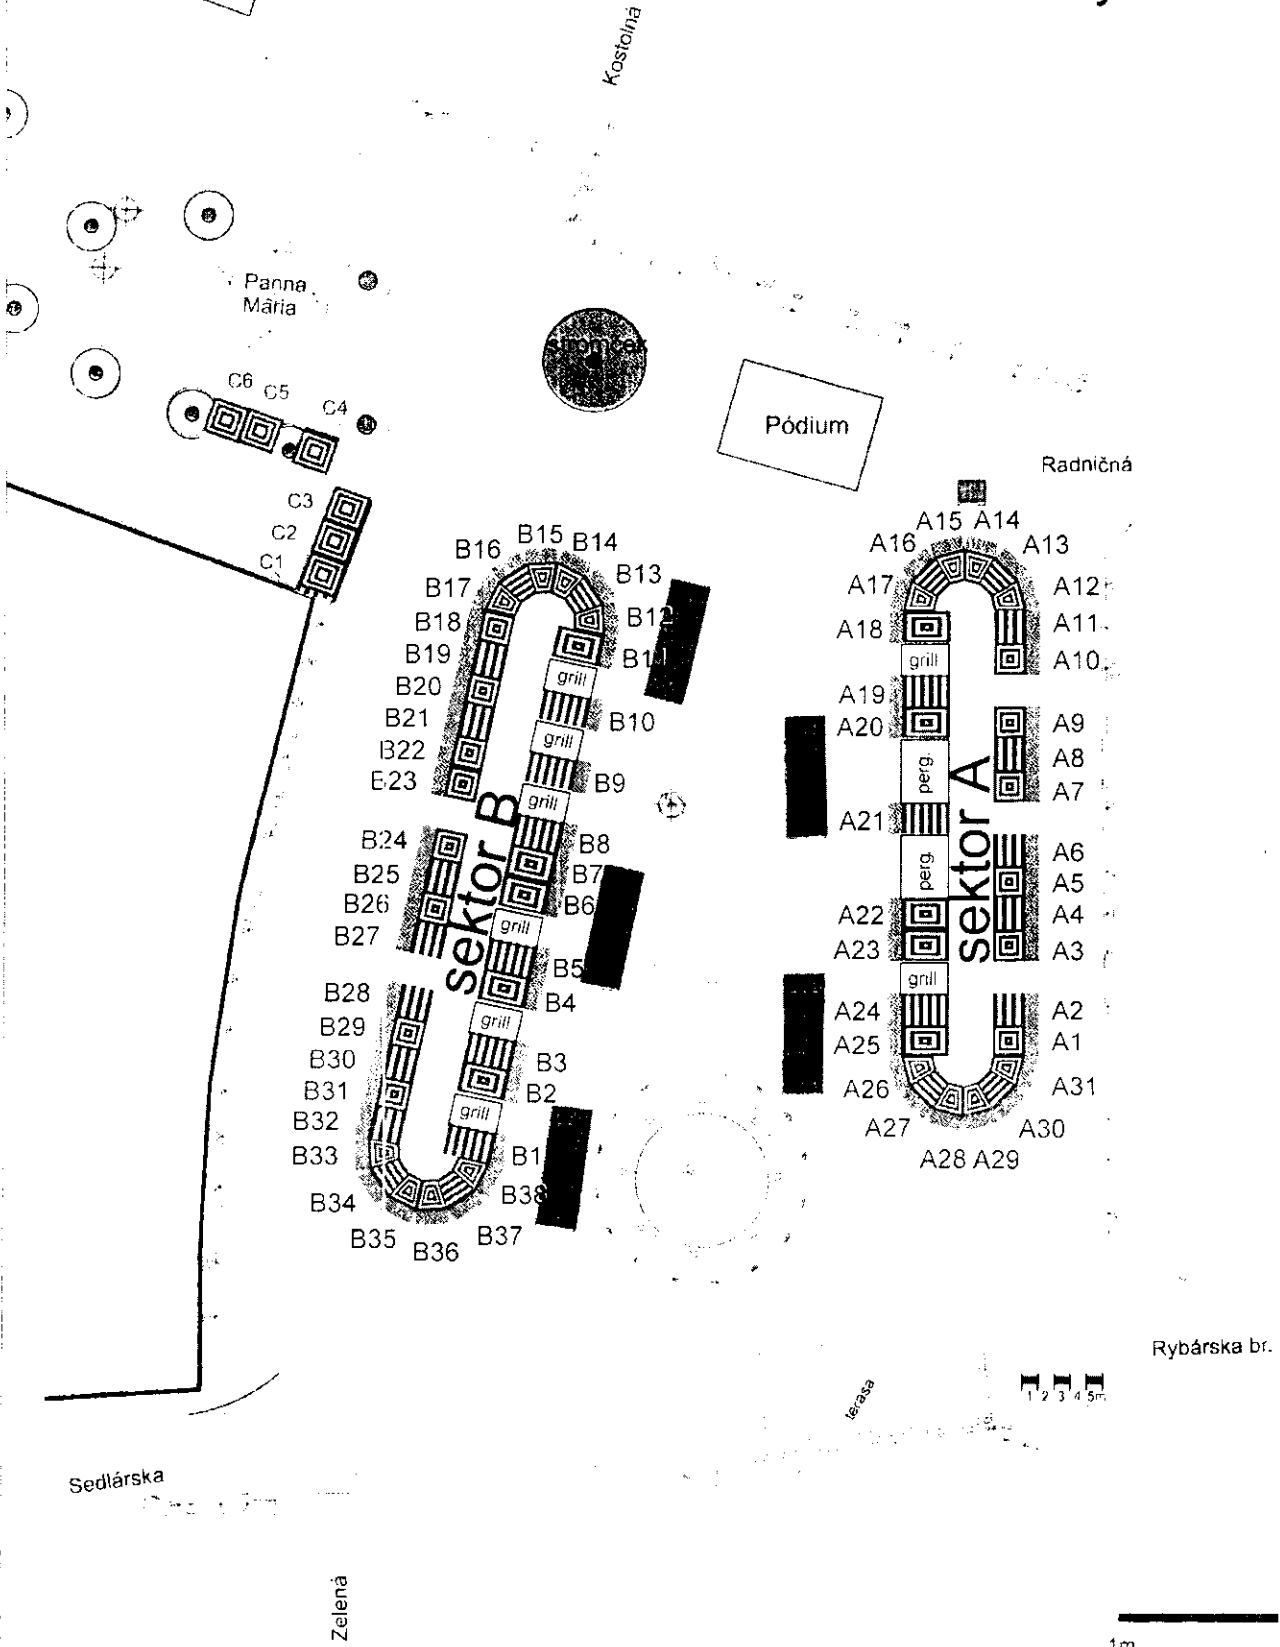 Kostolná
Panna
Mária
stromček
Pódium
Radničná
C6
C5
C4
C3
C2
C1
B16
B15
B14
B13
B17
B12
B18
B11
B19
B20
B10
B21
B22
B9
B23
B24
B8
B25
B7
B26
B6
B27
B5
B28
B4
B29
B30
B3
B31
B2
B32
B33
B1
B34
B38
B35
B36
B37
grill
grill
grill
grill
grill
grill
sektor B
A15
A14
A16
A13
A17
A12
A18
A11
grill
A10
A19
A20
A9
perg.
A8
A7
A21
A6
perg.
A5
A22
A4
A23
A3
grill
A24
A2
A25
A1
A26
A31
A27
A30
A28
A29
sektor A
Rybárska br.
1 2 3 4 5m
terasa
Sedlárska
Zelená
1m